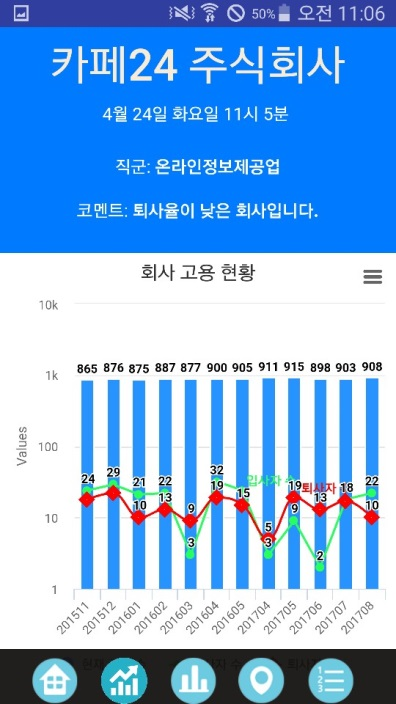 50% 오전 11:06
카페24 주식회사
4월 24일 화요일 11시 5분
직군: 온라인정보제공업
코멘트: 퇴사율이 낮은 회사입니다.
회사 고용 현황
10k
1k
100
10
1
Values
865 876 875 887 877 900 905 911 915 898 903 908
24 29 21 22 3 32 3 9 2 22
10 13 9 19 15 5 19 13 18 10
입사자 수
퇴사자
201511 201512 201601 201602 201603 201604 201605 201704 201705 201706 201707 201708